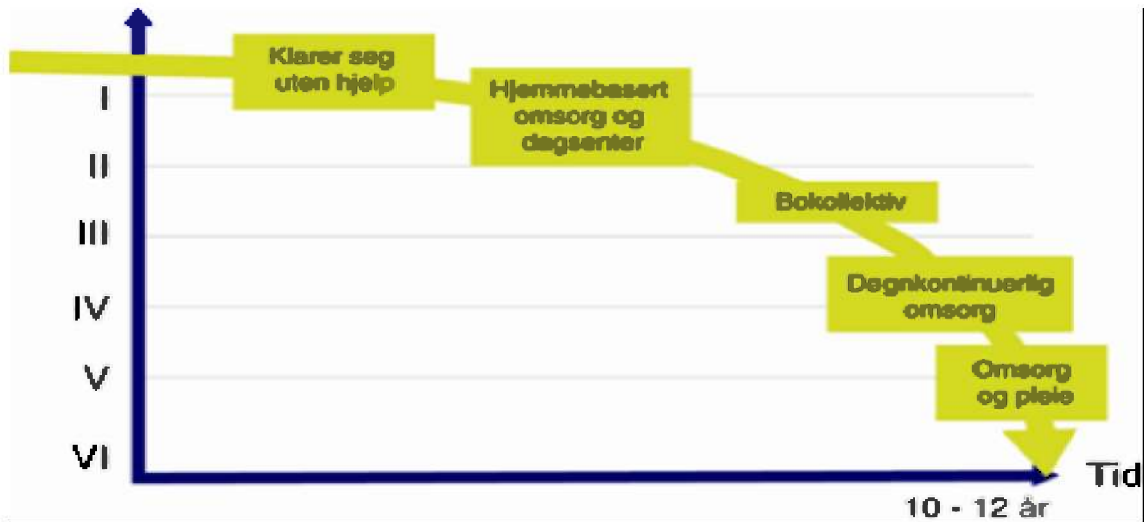 Klarer seg
uten hjelp
Hjemmebasert
omsorg og
dagsenter
Bokollektiv
Døgnkontinuerlig
omsorg
Omsorg
og pleie
I
II
III
IV
V
VI
Tid
10 - 12 år